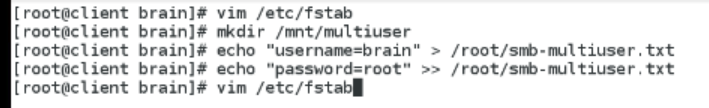 [root@client brain]# vim /etc/fstab
[root@client brain]# mkdir /mnt/multiuser
[root@client brain]# echo "username=brain" > /root/smb-multiuser.txt
[root@client brain]# echo "password=root" >> /root/smb-multiuser.txt
[root@client brain]# vim /etc/fstab